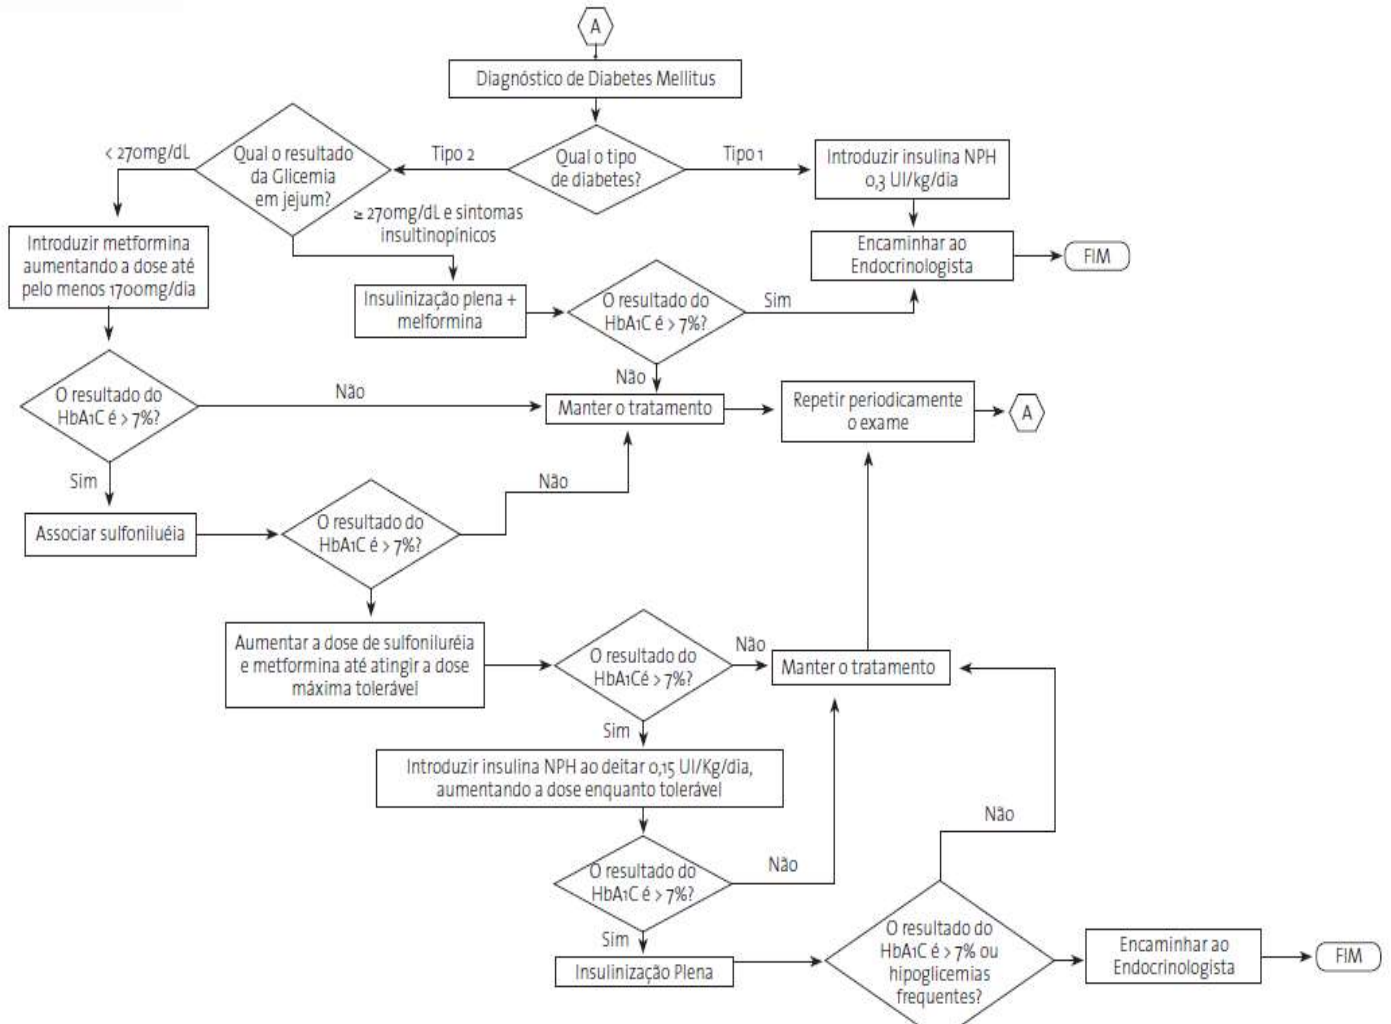 A
Diagnóstico de Diabetes Mellitus
Qual o tipo
de diabetes?
Tipo 2
Tipo 1
Qual o resultado
da Glicemia
em jejum?
< 270mg/dL
≥ 270mg/dL e sintomas
insultinopínicos
Introduzir insulina NPH
0,3 UI/kg/dia
Encaminhar ao
Endocrinologista
FIM
Introduzir metformina
aumentando a dose até
pelo menos 1700mg/dia
Insulinização plena +
melformina
O resultado do
HbA1C é > 7%?
Sim
Não
O resultado do
HbA1C é > 7%?
Não
Manter o tratamento
Repetir periodicamente
o exame
A
Sim
Associar sulfoniluéia
O resultado do
HbA1C é > 7%?
Não
Aumentar a dose de sulfoniluréia
e metformina até atingir a dose
máxima tolerável
O resultado do
HbA1Cé > 7%?
Não
Manter o tratamento
Sim
Introduzir insulina NPH ao deitar 0,15 UI/Kg/dia,
aumentando a dose enquanto tolerável
O resultado do
HbA1C é > 7%?
Não
Sim
Insulinização Plena
Não
O resultado do
HbA1C é > 7% ou
hipoglicemias
frequentes?
Encaminhar ao
Endocrinologista
FIM